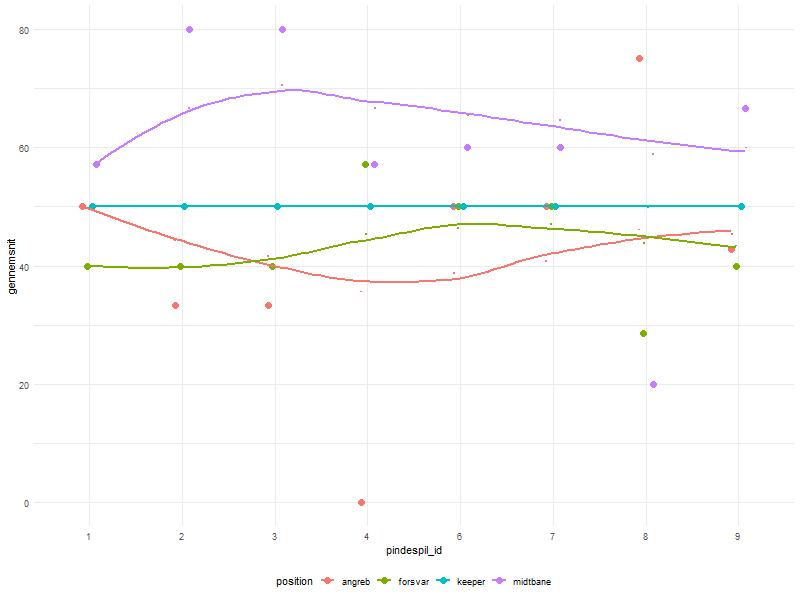 80
60
40
20
0
gennemsnit
1 2 3 4 6 7 8 9
pindespil_id
position angreb forsvar keeper midtbane